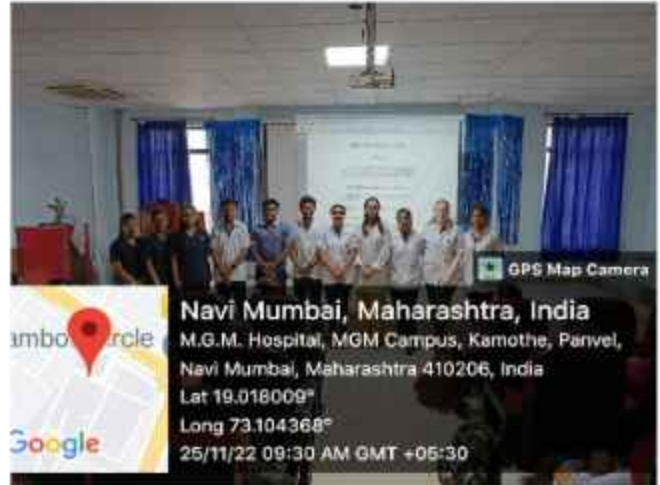 GPS Map Camera
Navi Mumbai, Maharashtra, India
M.G.M. Hospital, MGM Campus, Kamothe, Panvel,
Navi Mumbai, Maharashtra 410206, India
Lat 19.018009°
Long 73.104368°
25/11/22 09:30 AM GMT +05:30
Google